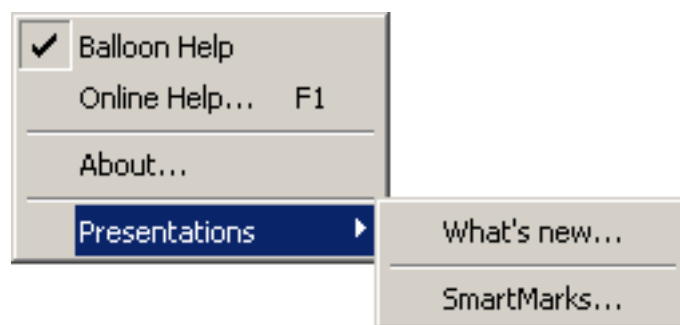 Balloon Help
Online Help... F1
About...
Presentations
What's new...
SmartMarks...